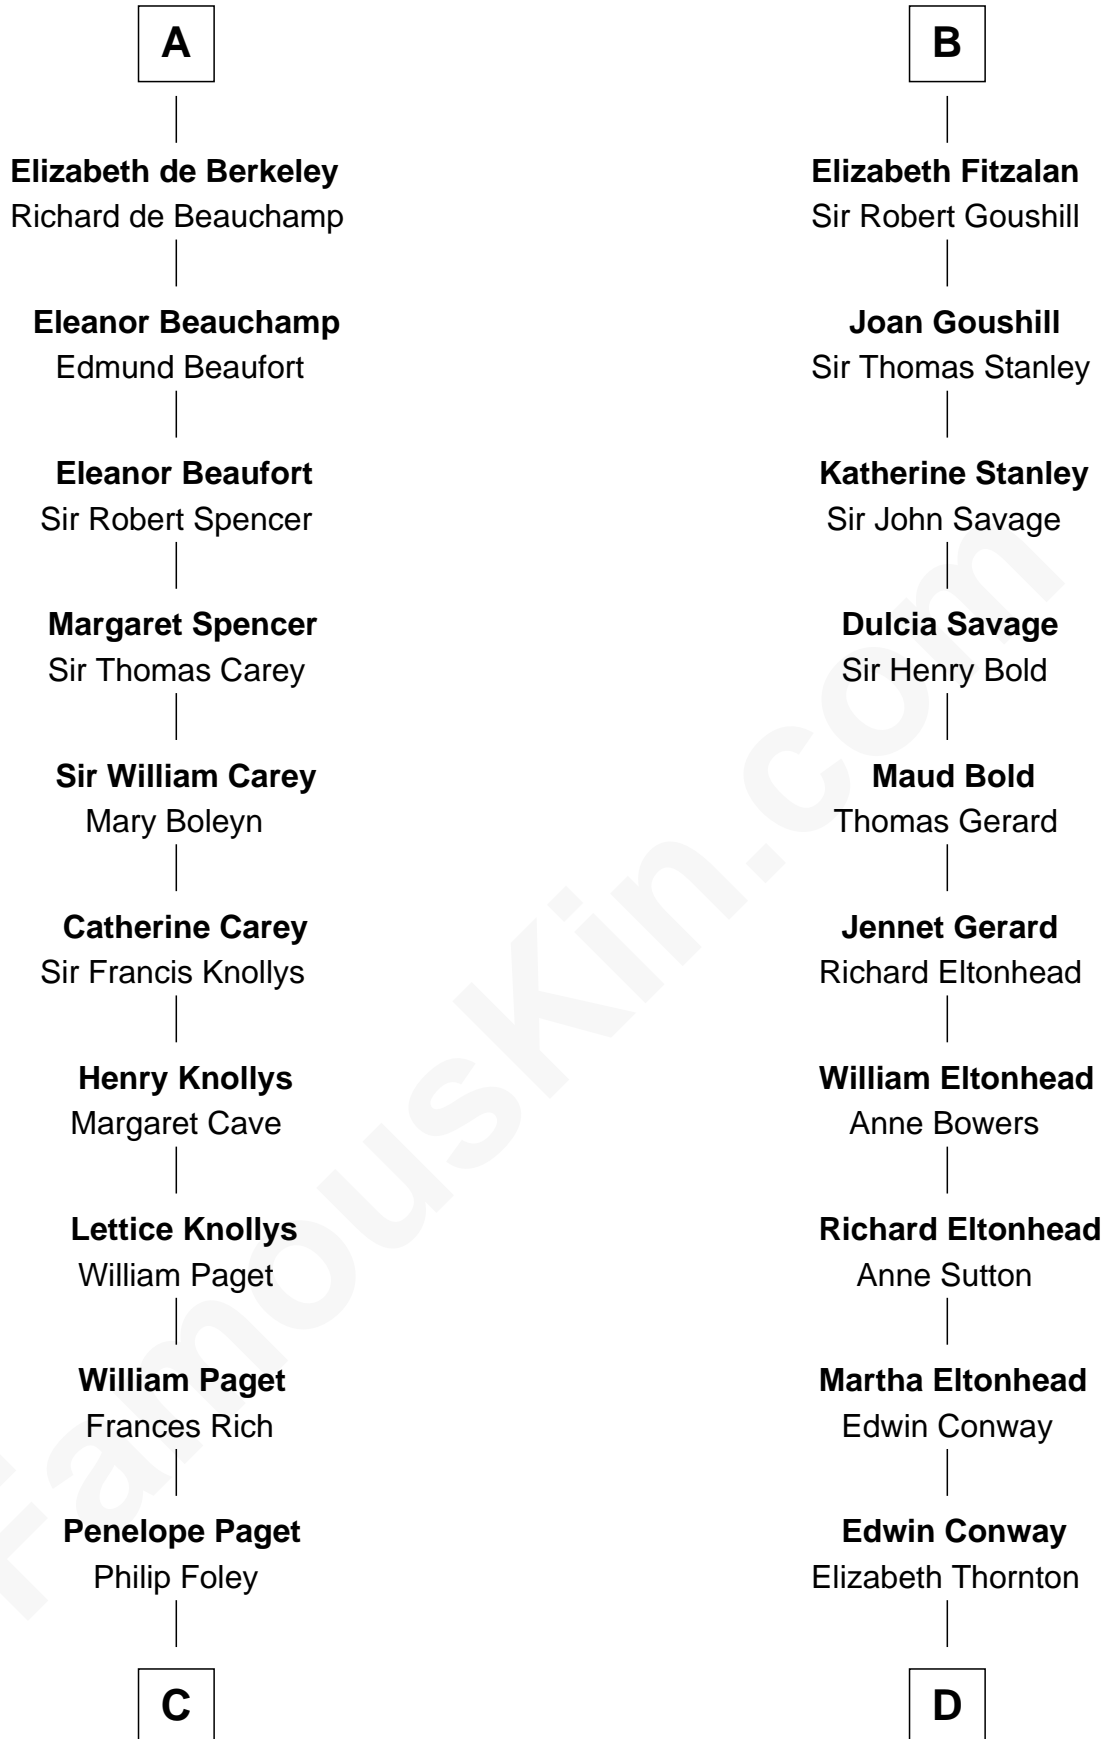 A
Elizabeth de Berkeley
Richard de Beauchamp
Eleanor Beauchamp
Edmund Beaufort
Eleanor Beaufort
Sir Robert Spencer
Margaret Spencer
Sir Thomas Carey
Sir William Carey
Mary Boleyn
Catherine Carey
Sir Francis Knollys
Henry Knollys
Margaret Cave
Lettice Knollys
William Paget
William Paget
Frances Rich
Penelope Paget
Philip Foley
C
B
Elizabeth Fitzalan
Sir Robert Goushill
Joan Goushill
Sir Thomas Stanley
Katherine Stanley
Sir John Savage
Dulcia Savage
Sir Henry Bold
Maud Bold
Thomas Gerard
Jennet Gerard
Richard Eltonhead
William Eltonhead
Anne Bowers
Richard Eltonhead
Anne Sutton
Martha Eltonhead
Edwin Conway
Edwin Conway
Elizabeth Thornton
D
FamousKin.com